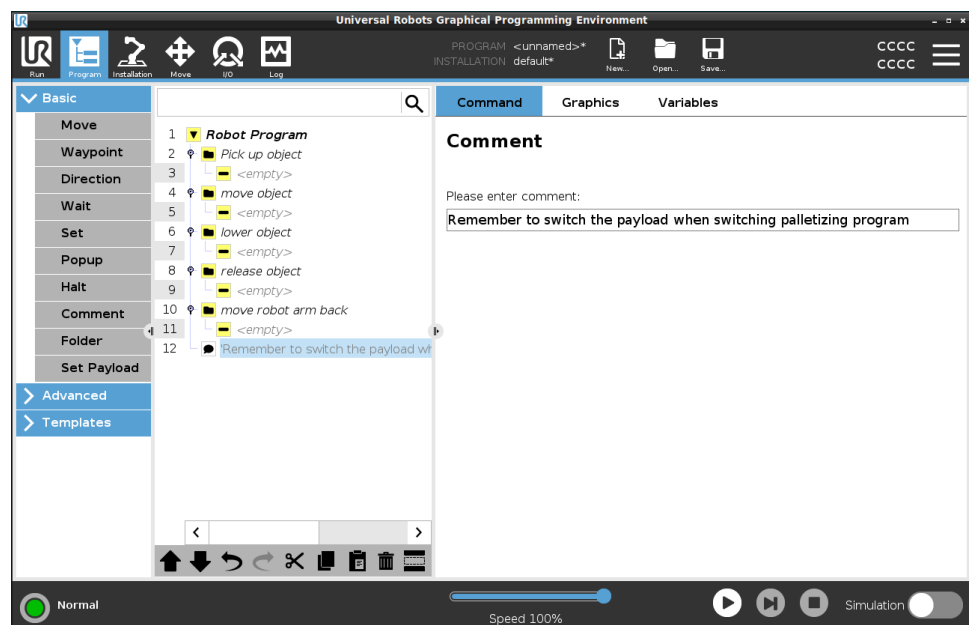 UR
Universal Robots Graphical Programming Environment
UR
Run
Program
Installation
Move
I/O
Log
PROGRAM <unnamed>*
INSTALLATION default*
New...
Open...
Save...
CCCC
CCCC
Basic
Move
Waypoint
Direction
Wait
Set
Popup
Halt
Comment
Folder
Set Payload
Advanced
Templates
1 Robot Program
2 Pick up object
3 <empty>
4 move object
5 <empty>
6 lower object
7 <empty>
8 release object
9 <empty>
10 move robot arm back
11 <empty>
12 'Remember to switch the payload wh
Command
Graphics
Variables
Comment
Please enter comment:
Remember to switch the payload when switching palletizing program
Normal
Speed 100%
Simulation